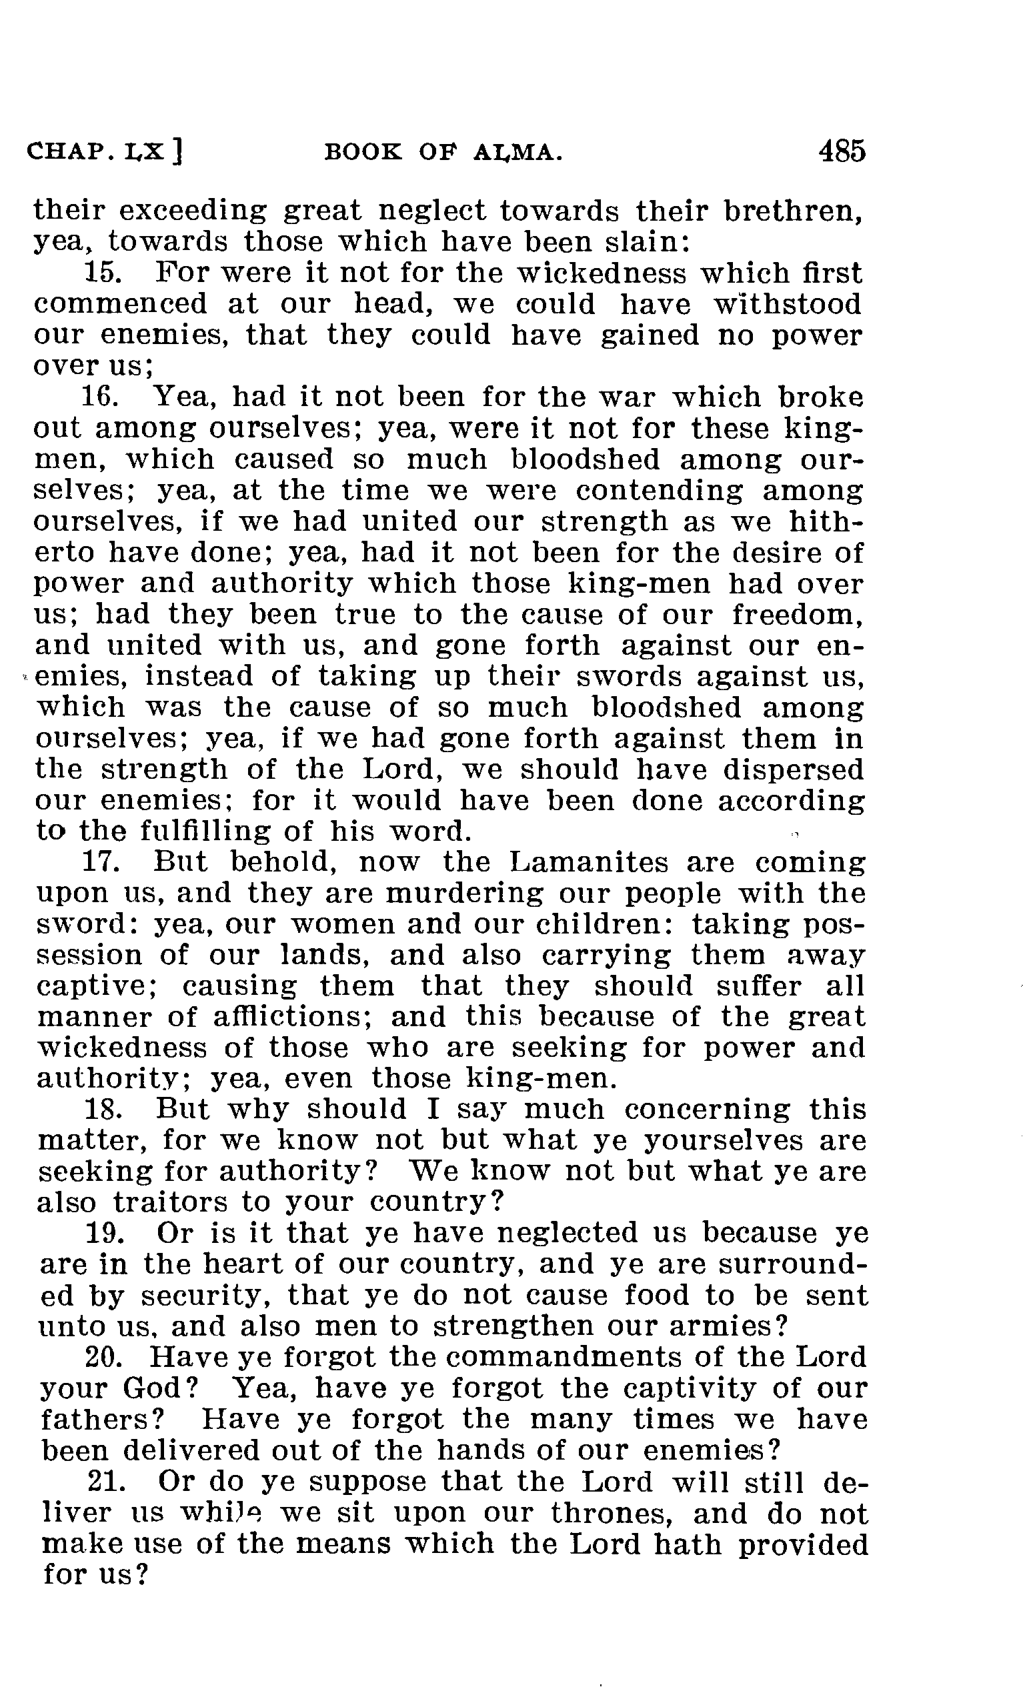 CHAP. LX] BOOK OF ALMA. 485
their exceeding great neglect towards their brethren,
yea, towards those which have been slain:
15. For were it not for the wickedness which first
commenced at our head, we could have withstood
our enemies, that they could have gained no power
over us;
16. Yea, had it not been for the war which broke
out among ourselves; yea, were it not for these king-
men, which caused so much bloodshed among our-
selves; yea, at the time we were contending among
ourselves, if we had united our strength as we hith-
erto have done; yea, had it not been for the desire of
power and authority which those king-men had over
us; had they been true to the cause of our freedom,
and united with us, and gone forth against our en-
emies, instead of taking up their swords against us,
which was the cause of so much bloodshed among
ourselves; yea, if we had gone forth against them in
the strength of the Lord, we should have dispersed
our enemies; for it would have been done according
to the fulfilling of his word.
17. But behold, now the Lamanites are coming
upon us, and they are murdering our people with the
sword: yea, our women and our children: taking pos-
session of our lands, and also carrying them away
captive; causing them that they should suffer all
manner of afflictions; and this because of the great
wickedness of those who are seeking for power and
authority; yea, even those king-men.
18. But why should I say much concerning this
matter, for we know not but what ye yourselves are
seeking for authority? We know not but what ye are
also traitors to your country?
19. Or is it that ye have neglected us because ye
are in the heart of our country, and ye are surround-
ed by security, that ye do not cause food to be sent
unto us, and also men to strengthen our armies?
20. Have ye forgot the commandments of the Lord
your God? Yea, have ye forgot the captivity of our
fathers? Have ye forgot the many times we have
been delivered out of the hands of our enemies?
21. Or do ye suppose that the Lord will still de-
liver us while we sit upon our thrones, and do not
make use of the means which the Lord hath provided
for us?